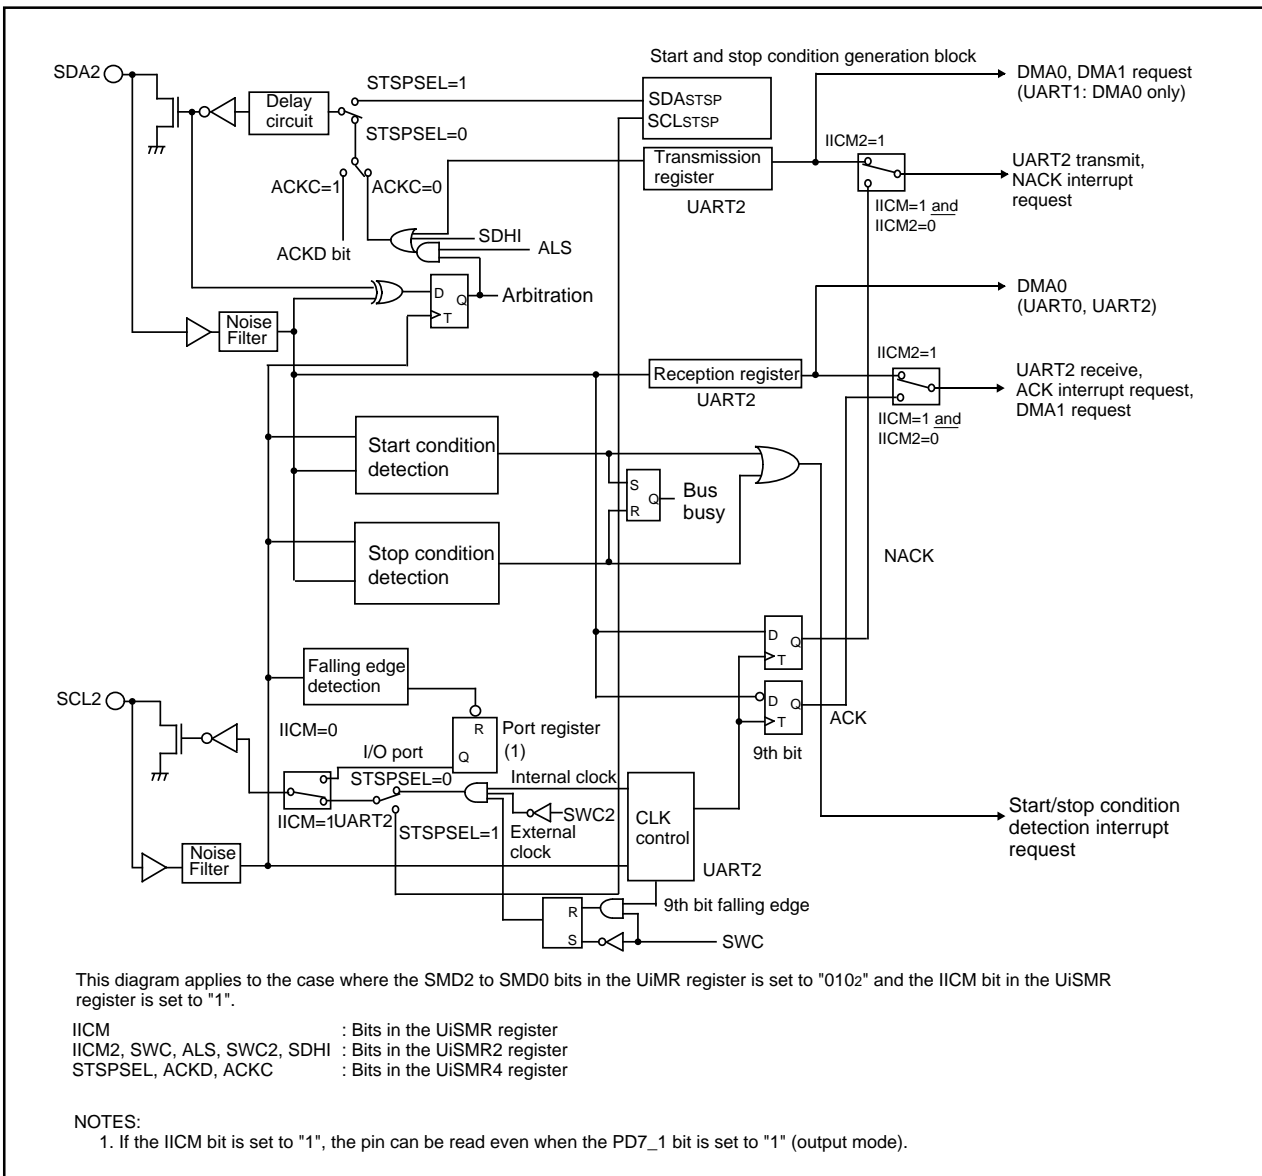 Start and stop condition generation block
SDA2
STSPSEL=1
DMA0, DMA1 request
(UART1: DMA0 only)
Delay
circuit
SDASTSP
SCLSTSP
STSPSEL=0
IICM2=1
Transmission
register
UART2
UART2 transmit,
NACK interrupt
request
ACKC=1
ACKC=0
IICM=1 and
IICM2=0
SDHI
ALS
ACKD bit
D
Q
T
Arbitration
DMA0
(UART0, UART2)
Noise
Filter
IICM2=1
Reception register
UART2
UART2 receive,
ACK interrupt request,
DMA1 request
IICM=1 and
IICM2=0
Start condition
detection
S
Q
R
Bus
busy
Stop condition
detection
NACK
D
Q
T
Falling edge
detection
SCL2
D
Q
T
ACK
9th bit
IICM=0
R
Q
Port register
(1)
I/O port
STSPSEL=0
Internal clock
IICM=1
UART2
STSPSEL=1
SWC2
External
clock
CLK
control
UART2
Start/stop condition
detection interrupt
request
Noise
Filter
R
S
9th bit falling edge
SWC
This diagram applies to the case where the SMD2 to SMD0 bits in the UiMR register is set to "0102" and the IICM bit in the UiSMR
register is set to "1".
IICM : Bits in the UiSMR register
IICM2, SWC, ALS, SWC2, SDHI : Bits in the UiSMR2 register
STSPSEL, ACKD, ACKC : Bits in the UiSMR4 register
NOTES:
1. If the IICM bit is set to "1", the pin can be read even when the PD7_1 bit is set to "1" (output mode).